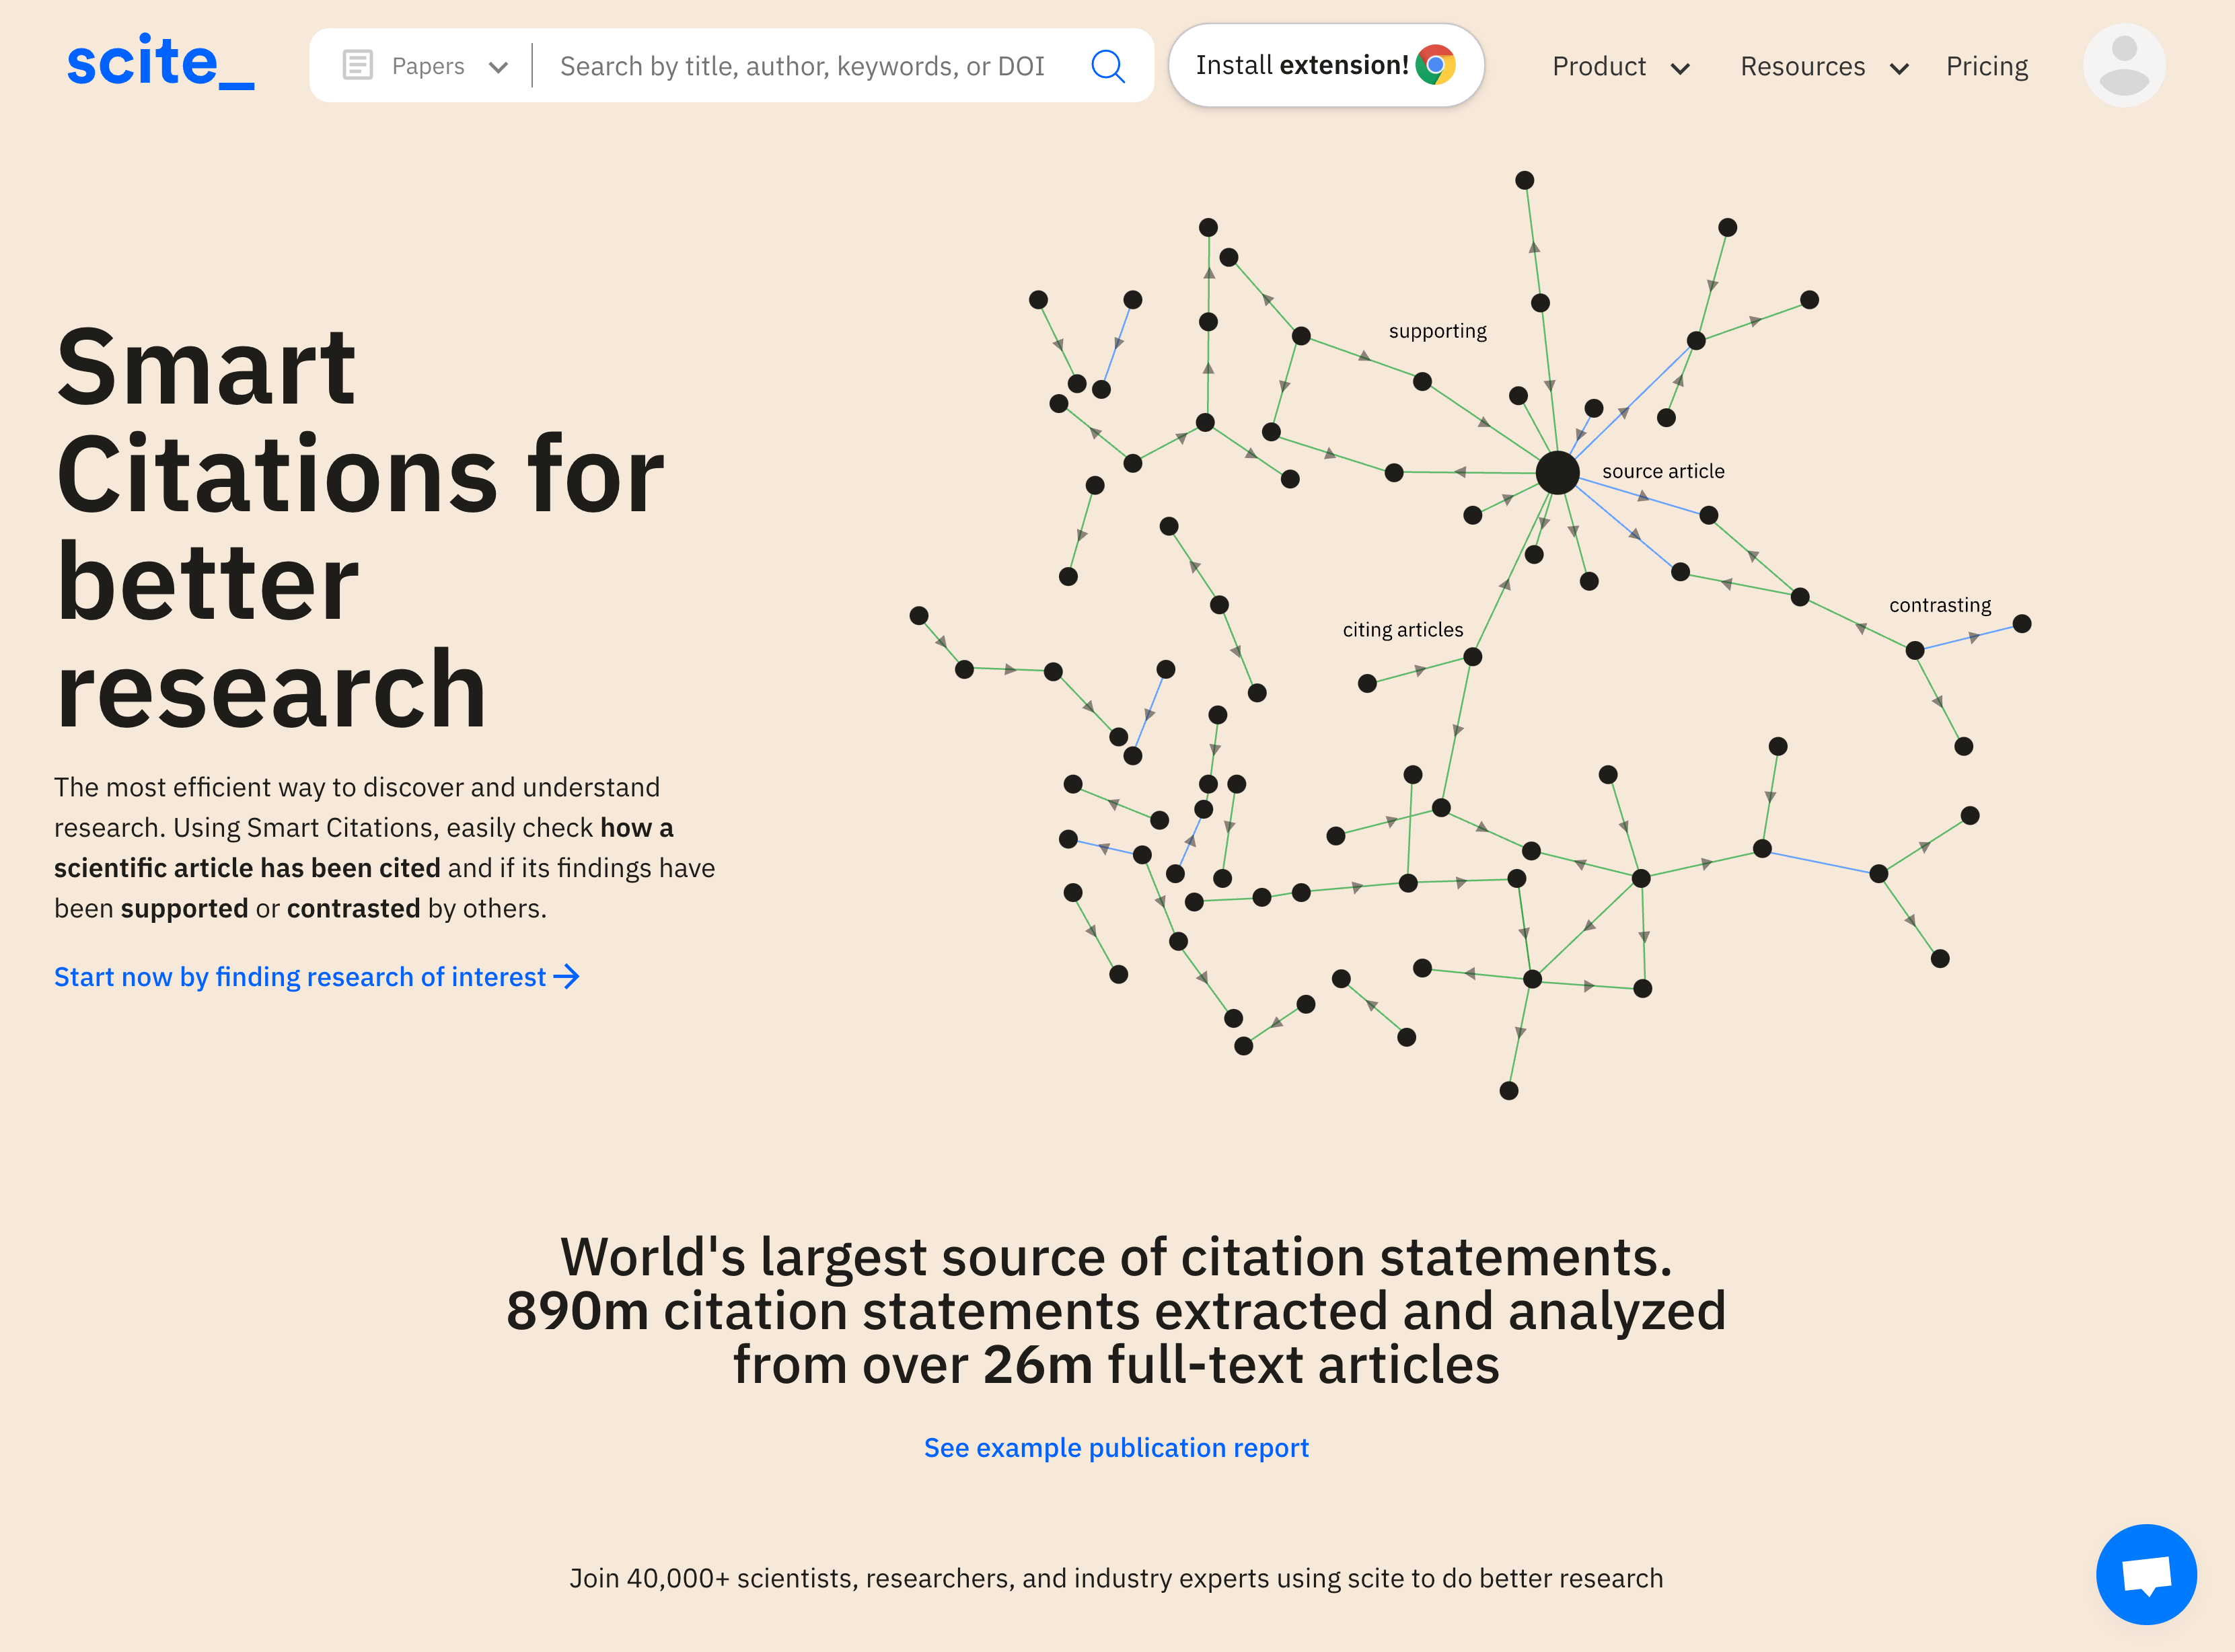 scite_
Papers
Search by title, author, keywords, or DOI
Install extension!
Product
Resources
Pricing
Smart
Citations for
better
research
The most efficient way to discover and understand
research. Using Smart Citations, easily check how a
scientific article has been cited and if its findings have
been supported or contrasted by others.
Start now by finding research of interest
supporting
source article
contrasting
citing articles
World's largest source of citation statements.
890m citation statements extracted and analyzed
from over 26m full-text articles
See example publication report
Join 40,000+ scientists, researchers, and industry experts using scite to do better research